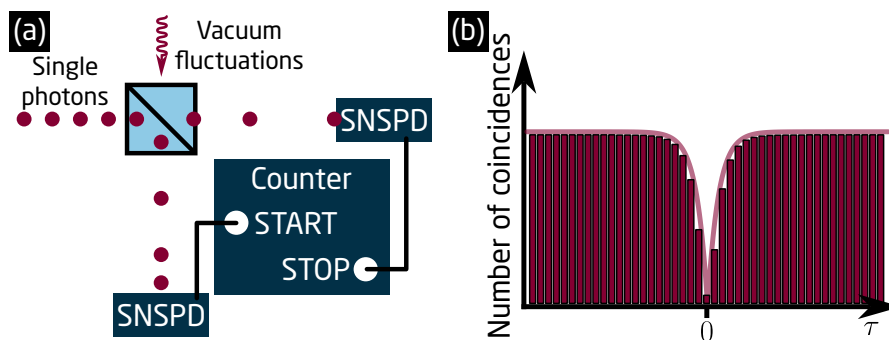 (a)
Vacuum
fluctuations
Single
photons
SNSPD
Counter
START
STOP
SNSPD
(b)
Number of coincidences
0
τ